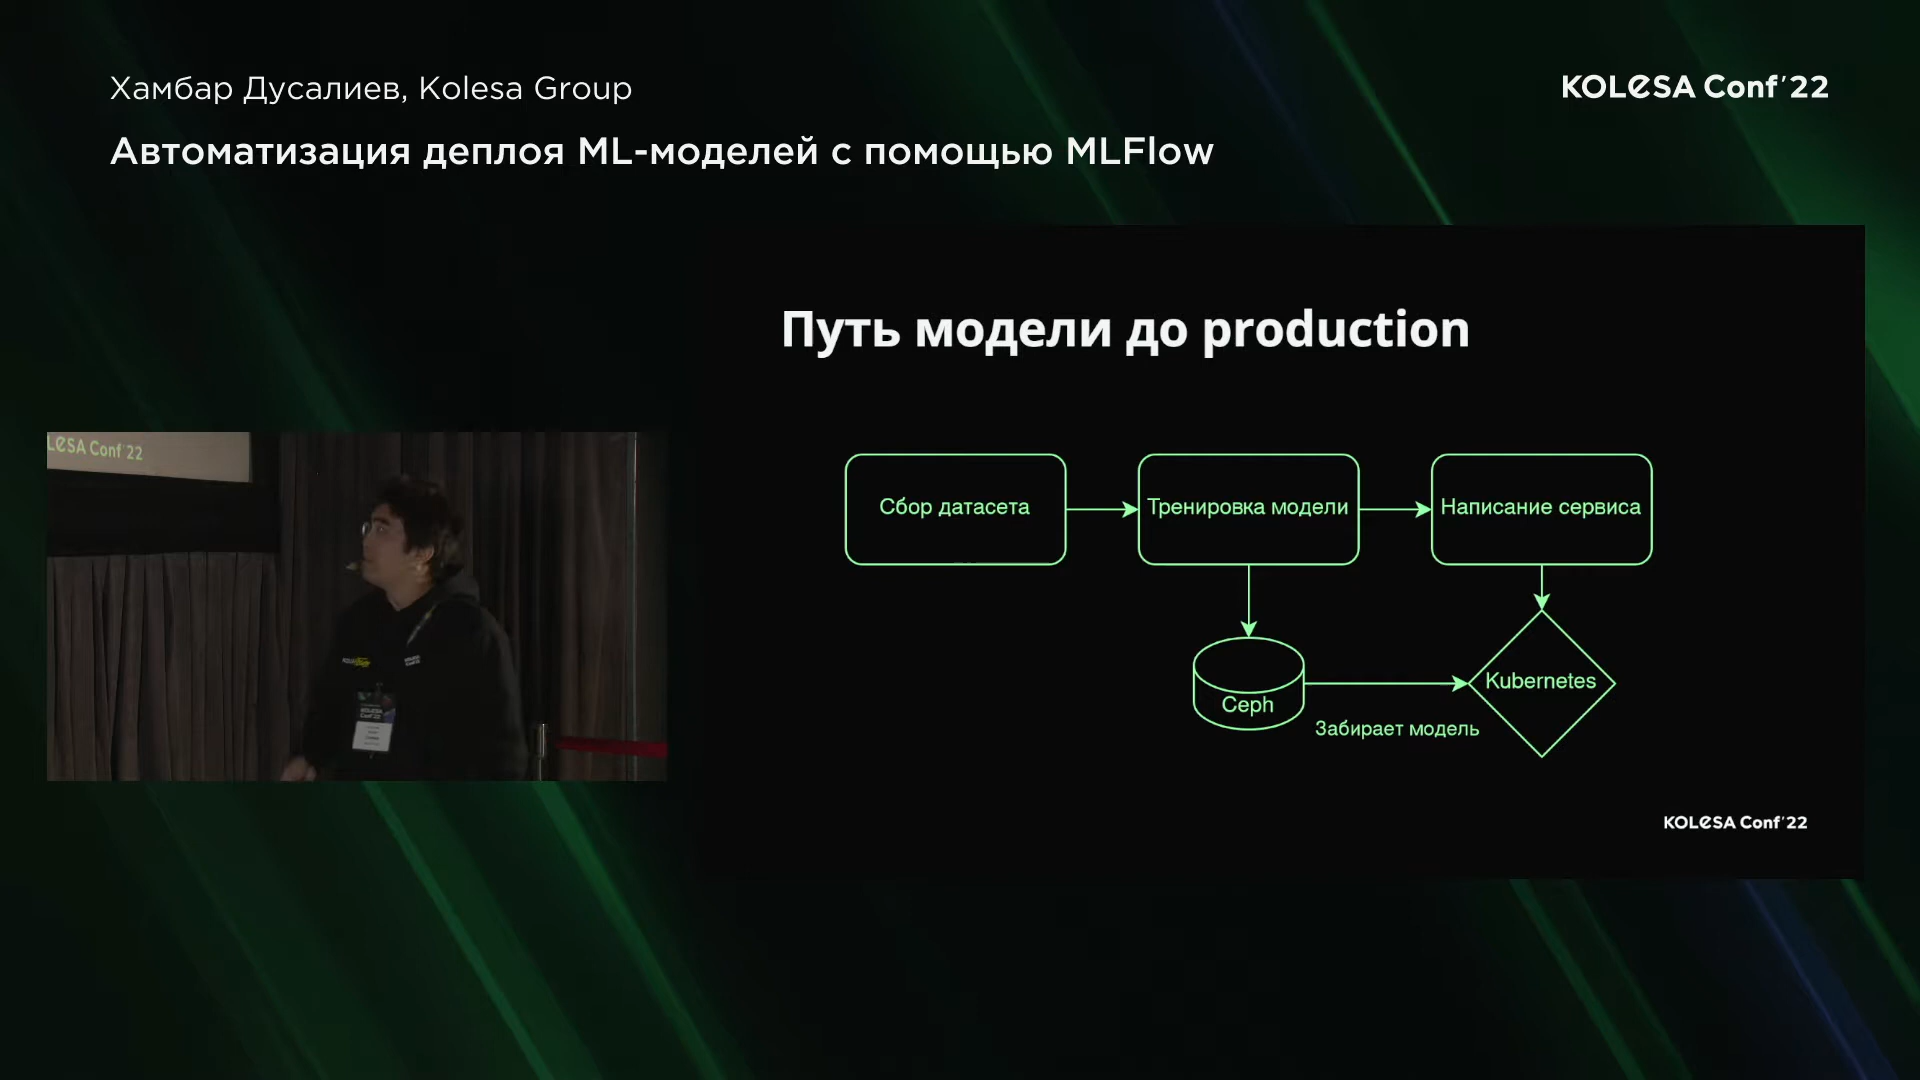 Хамбар Дусалиев, Kolesa Group
KOLESA Conf'22
Автоматизация деплоя ML-моделей с помощью MLFlow
Путь модели до production
LESA Conf'22
Сбор датасета
Тренировка модели
Написание сервиса
Ceph
Kubernetes
Забирает модель
KOLESA Conf'22